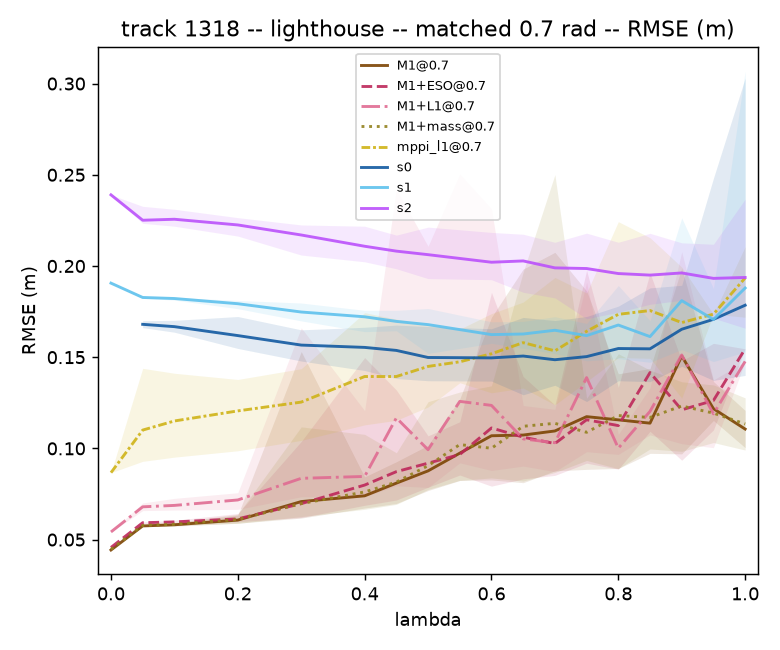 track 1318 -- lighthouse -- matched 0.7 rad -- RMSE (m)
M1@0.7
M1+ESO@0.7
M1+L1@0.7
M1+mass@0.7
mppi_l1@0.7
s0
s1
s2
RMSE (m)
0.30
0.25
0.20
0.15
0.10
0.05
0.0 0.2 0.4 0.6 0.8 1.0
lambda